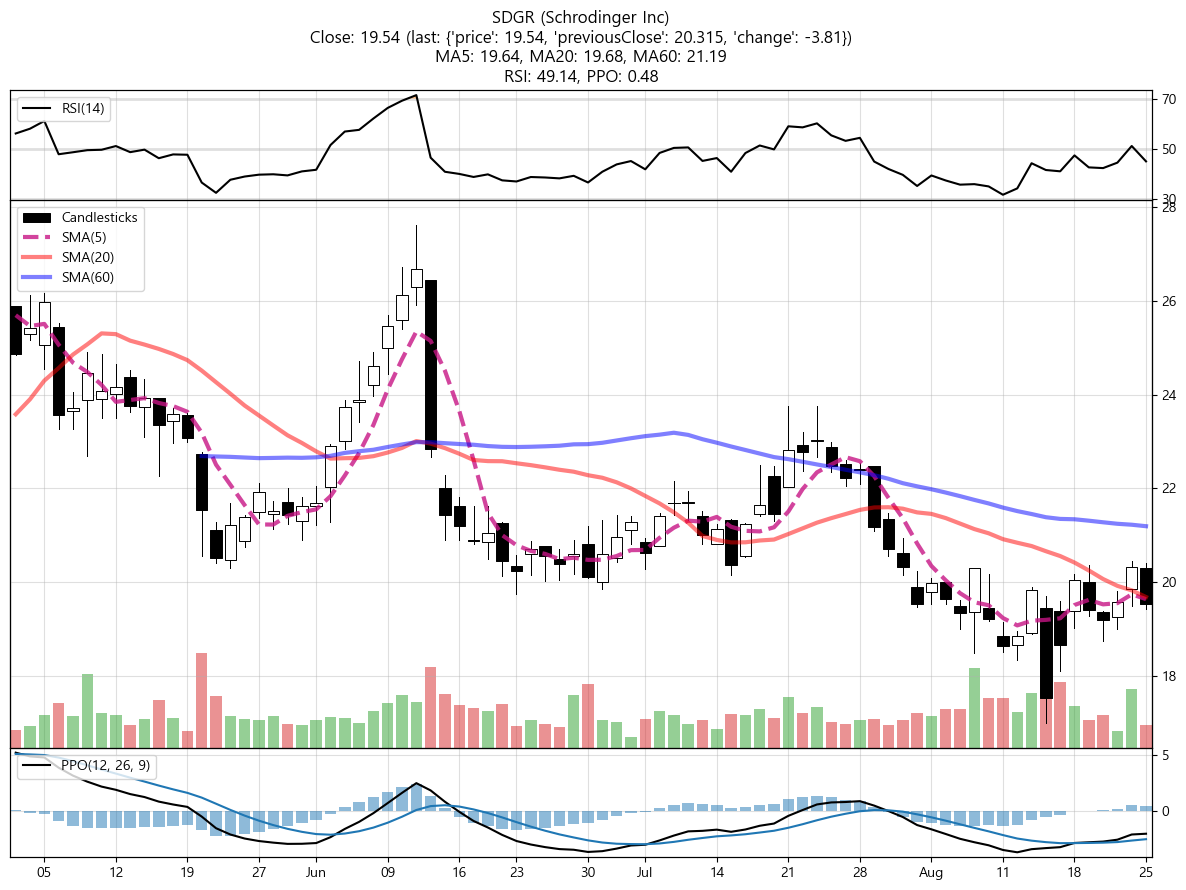 SDGR (Schrodinger Inc)
Close: 19.54 (last: {'price': 19.54, 'previousClose': 20.315, 'change': -3.81})
MA5: 19.64, MA20: 19.68, MA60: 21.19
RSI: 49.14, PPO: 0.48
RSI(14)
70
50
30
Candlesticks
SMA(5)
SMA(20)
SMA(60)
28
26
24
22
20
18
PPO(12, 26, 9)
5
0
05 12 19 27 Jun 09 16 23 30 Jul 14 21 28 Aug 11 18 25